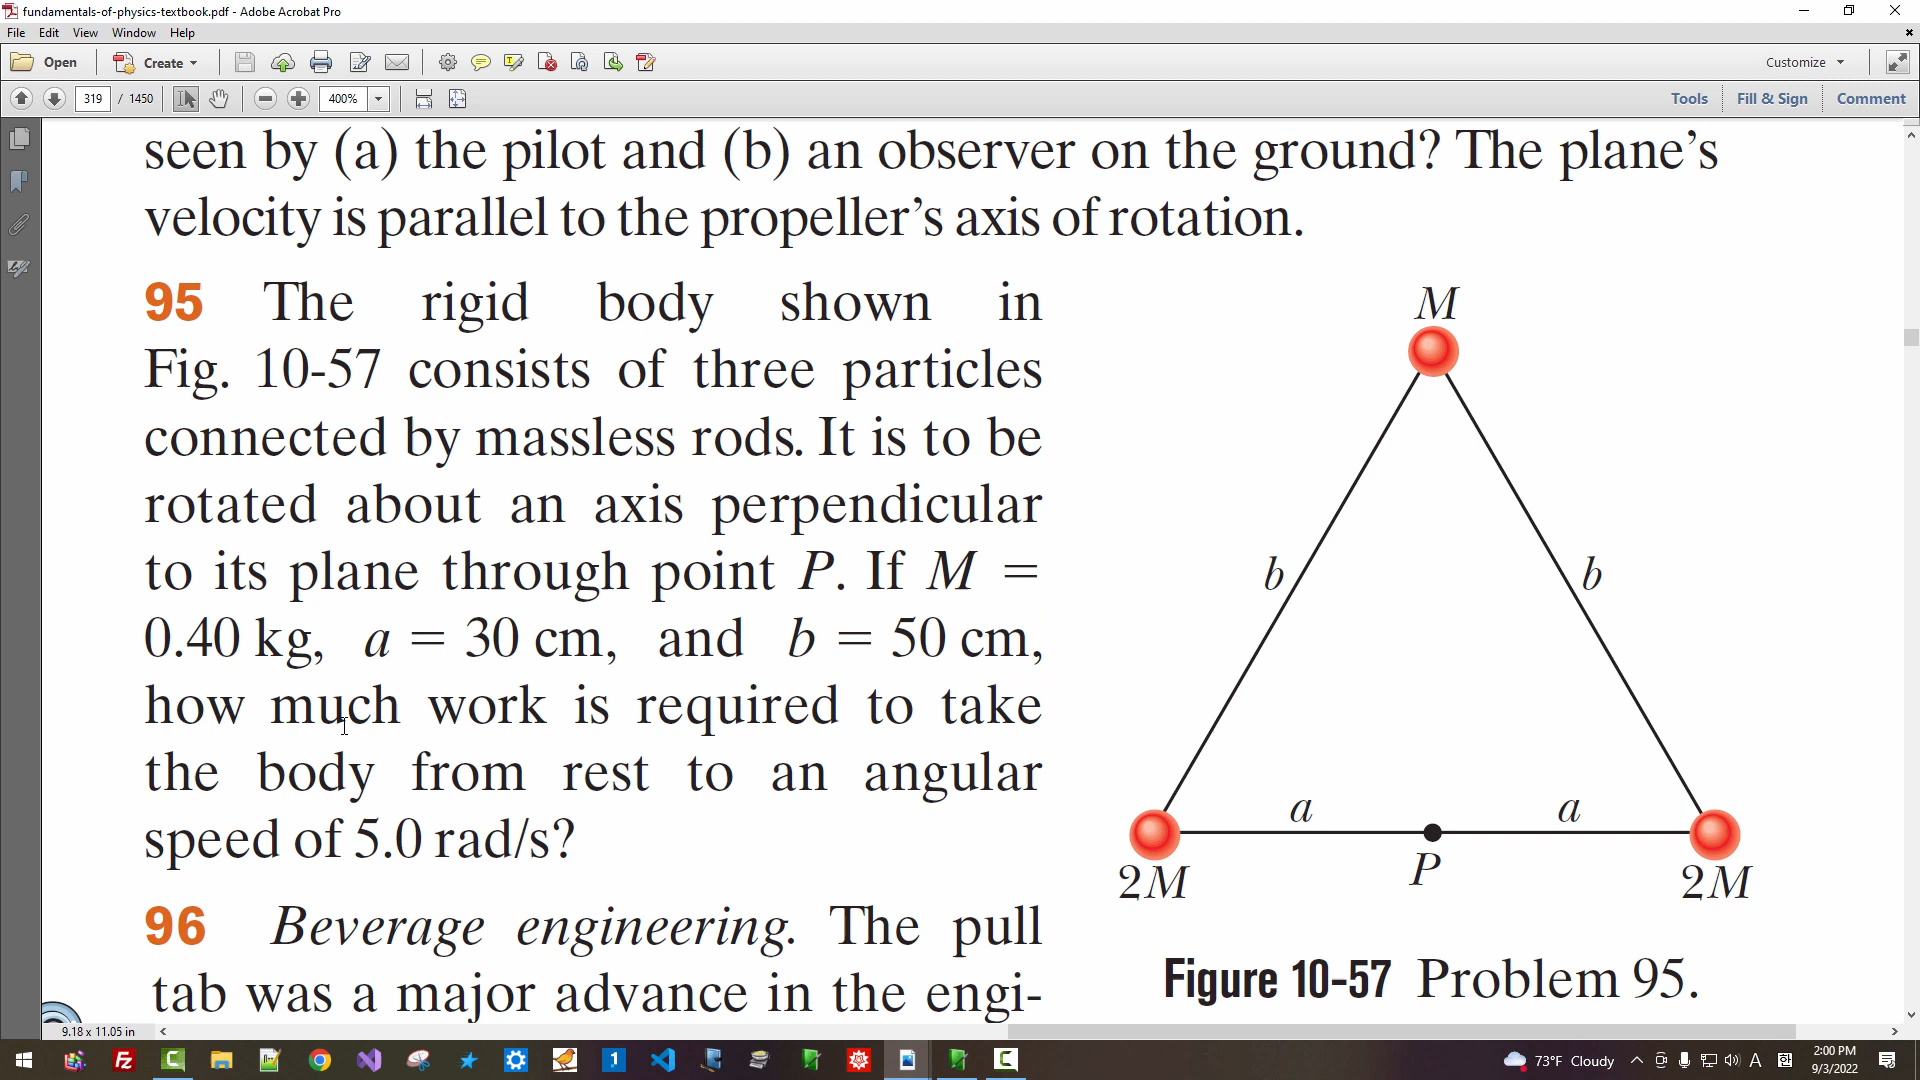 fundamentals-of-physics-textbook.pdf - Adobe Acrobat Pro
File Edit View Window Help
Open Create Customize
319 / 1450 400% Tools Fill & Sign Comment
seen by (a) the pilot and (b) an observer on the ground? The plane's
velocity is parallel to the propeller's axis of rotation.
95 The rigid body shown in
Fig. 10-57 consists of three particles
connected by massless rods. It is to be
rotated about an axis perpendicular
to its plane through point P. If M =
0.40 kg, a = 30 cm, and b = 50 cm,
how much work is required to take
the body from rest to an angular
speed of 5.0 rad/s?
96 Beverage engineering. The pull
tab was a major advance in the engi-
M
b b
a a
2M P 2M
Figure 10-57 Problem 95.
9.18 x 11.05 in
73°F Cloudy A 한 2:00 PM
9/3/2022